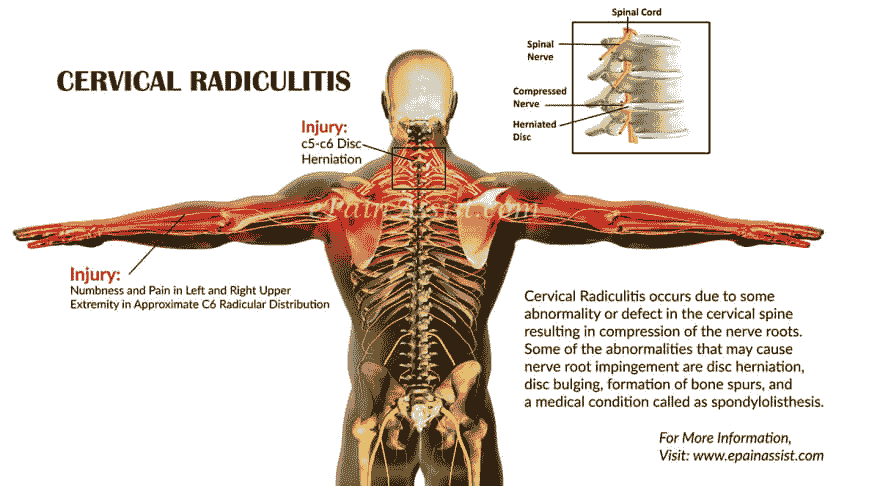 CERVICAL RADICULITIS
Spinal Cord
Spinal
Nerve
Compressed
Nerve
Herniated
Disc
Injury:
c5-c6 Disc
Herniation
ePainAssist.com
Injury:
Numbness and Pain in Left and Right Upper
Extremity in Approximate C6 Radicular Distribution
Cervical Radiculitis occurs due to some
abnormality or defect in the cervical spine
resulting in compression of the nerve roots.
Some of the abnormalities that may cause
nerve root impingement are disc herniation,
disc bulging, formation of bone spurs, and
a medical condition called as spondylolisthesis.
For More Information,
Visit: www.epainassist.com